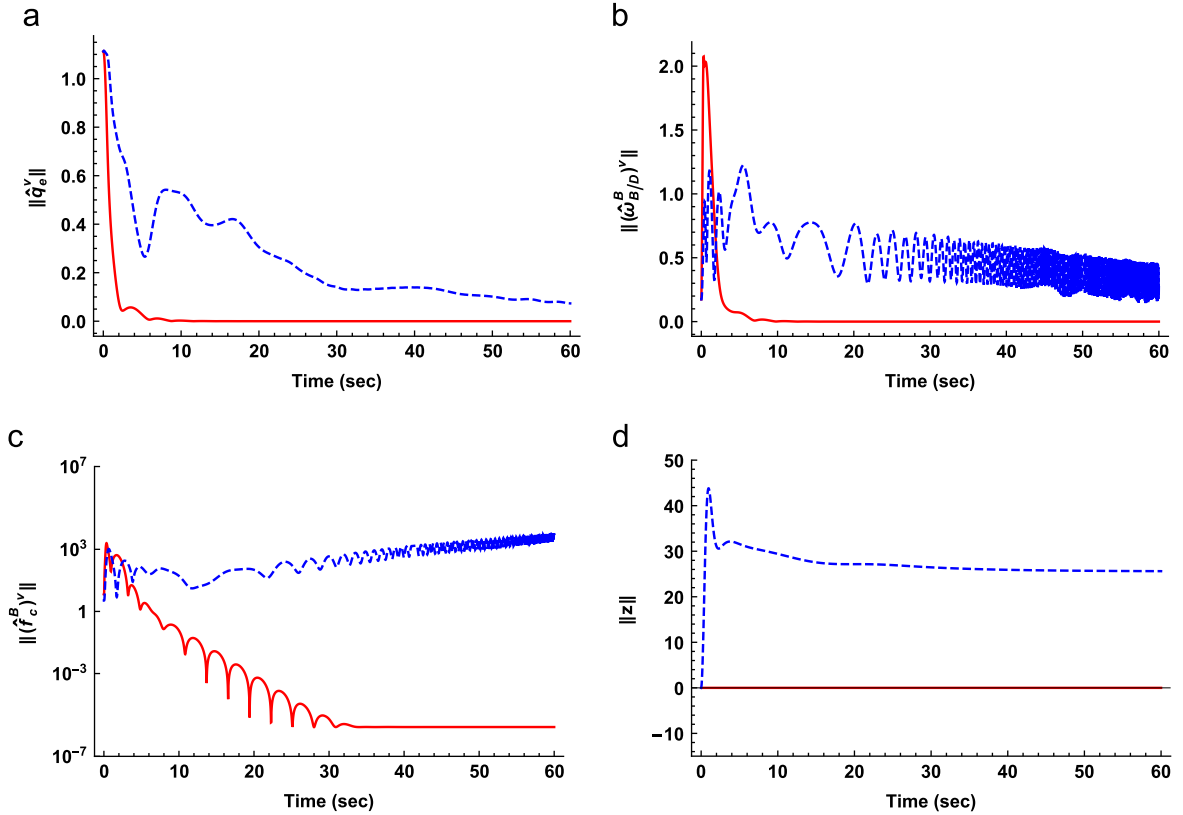 a
‖q̂ᵛₑ‖
1.0
0.8
0.6
0.4
0.2
0.0
0 10 20 30 40 50 60
Time (sec)
b
‖(ω̂ᴮ_B/D)ᵛ‖
2.0
1.5
1.0
0.5
0.0
0 10 20 30 40 50 60
Time (sec)
c
‖(f̂ᴮ_c)ᵛ‖
10⁷
10³
1
10⁻³
10⁻⁷
0 10 20 30 40 50 60
Time (sec)
d
‖z‖
50
40
30
20
10
0
−10
0 10 20 30 40 50 60
Time (sec)